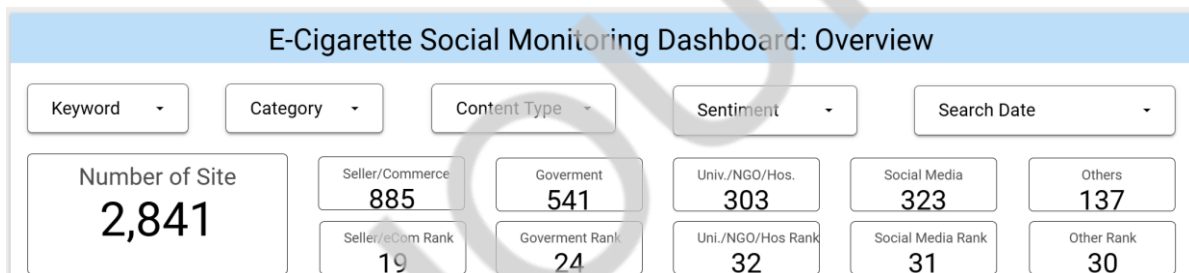 E-Cigarette Social Monitoring Dashboard: Overview
Keyword Category Content Type Sentiment Search Date
Number of Site
2,841
Seller/Commerce Goverment Univ./NGO/Hos. Social Media Others
885 541 303 323 137
Seller/eCom Rank Goverment Rank Uni./NGO/Hos Rank Social Media Rank Other Rank
19 24 32 31 30